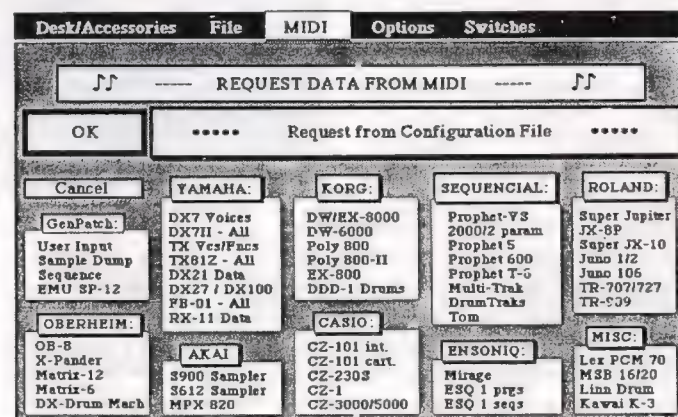 Desk/Accessories File MIDI Options Switches
♪♪ ----- REQUEST DATA FROM MIDI ----- ♪♪
OK
***** Request from Configuration File *****
Cancel
GenPatch:
User Input
Sample Dump
Sequence
EMU SP-12
OBERHEIM:
OB-8
X-Pander
Matrix-12
Matrix-6
DX-Drum Mach
YAMAHA:
DX7 Voices
DX7II - All
TX Vcs/Fncs
TX81Z - All
DX21 Data
DX27 / DX100
FB-01 - All
RX-11 Data
AKAI
S900 Sampler
S612 Sampler
MPX 820
KORG:
DW/EX-8000
DW-6000
Poly 800
Poly 800-II
EX-800
DDD-1 Drums
CASIO:
CZ-101 int.
CZ-101 cart.
CZ-230S
CZ-1
CZ-3000/5000
SEQUENCIAL:
Prophet-VS
2000/2 param
Prophet 5
Prophet 600
Prophet T-8
Multi-Trak
DrumTraks
Tom
ENSONIQ:
Mirage
ESQ 1 prgs
ESQ 1 seqs
ROLAND:
Super Jupiter
JX-8P
Super JX-10
Juno 1/2
Juno 106
TR-707/727
TR-909
MISC:
Lex PCM 70
MSB 16/20
Linn Drum
Kawai K-3